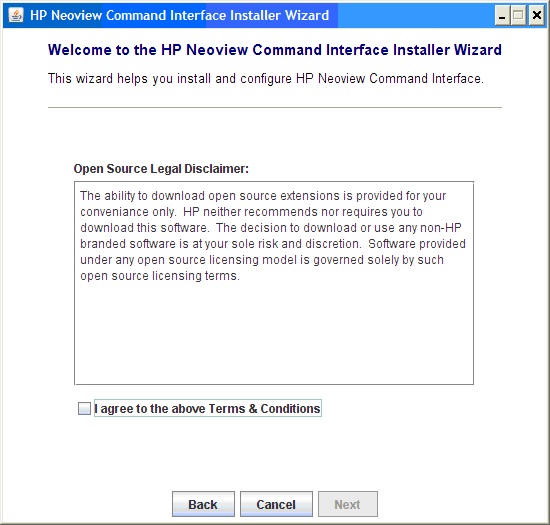 HP Neoview Command Interface Installer Wizard
Welcome to the HP Neoview Command Interface Installer Wizard
This wizard helps you install and configure HP Neoview Command Interface.
Open Source Legal Disclaimer:
The ability to download open source extensions is provided for your
conveniance only. HP neither recommends nor requires you to
download this software. The decision to download or use any non-HP
branded software is at your sole risk and discretion. Software provided
under any open source licensing model is governed solely by such
open source licensing terms.
I agree to the above Terms & Conditions
Back Cancel Next